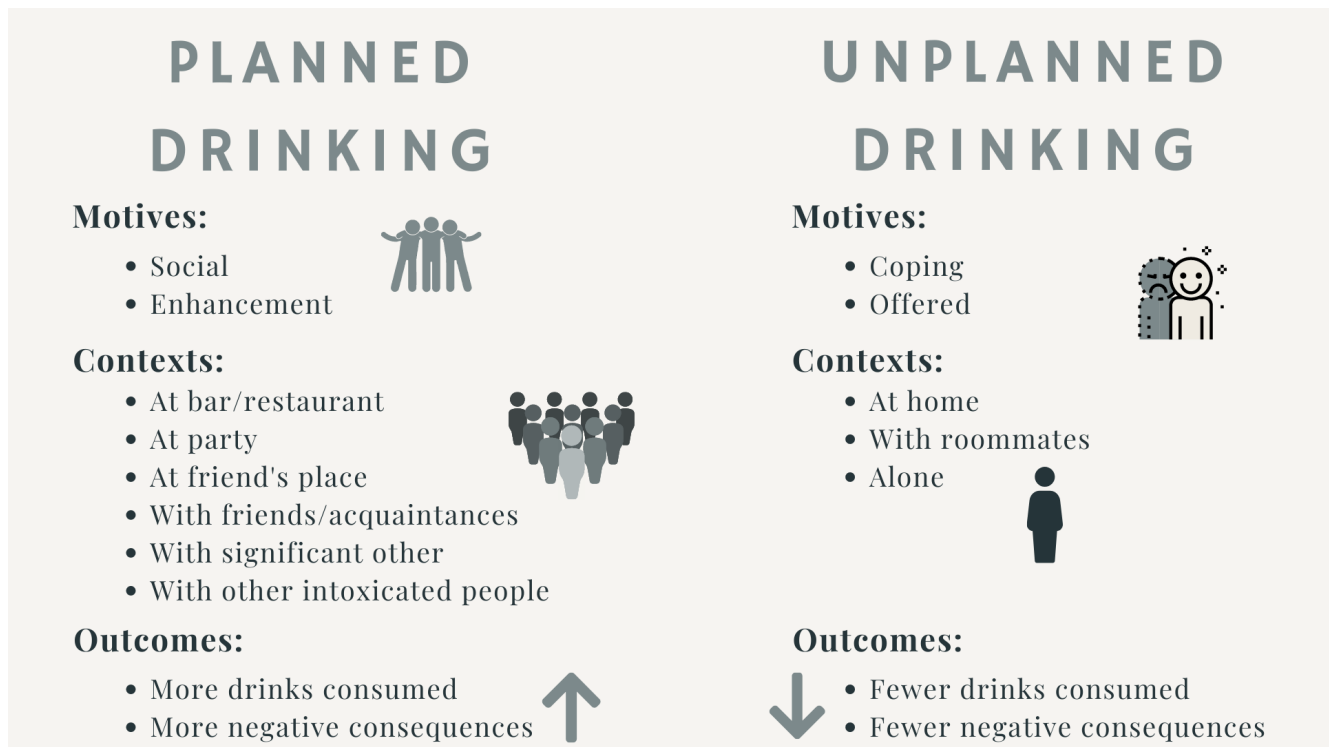 PLANNED
DRINKING
Motives:
• Social
• Enhancement
Contexts:
• At bar/restaurant
• At party
• At friend's place
• With friends/acquaintances
• With significant other
• With other intoxicated people
Outcomes:
• More drinks consumed
• More negative consequences
UNPLANNED
DRINKING
Motives:
• Coping
• Offered
Contexts:
• At home
• With roommates
• Alone
Outcomes:
• Fewer drinks consumed
• Fewer negative consequences